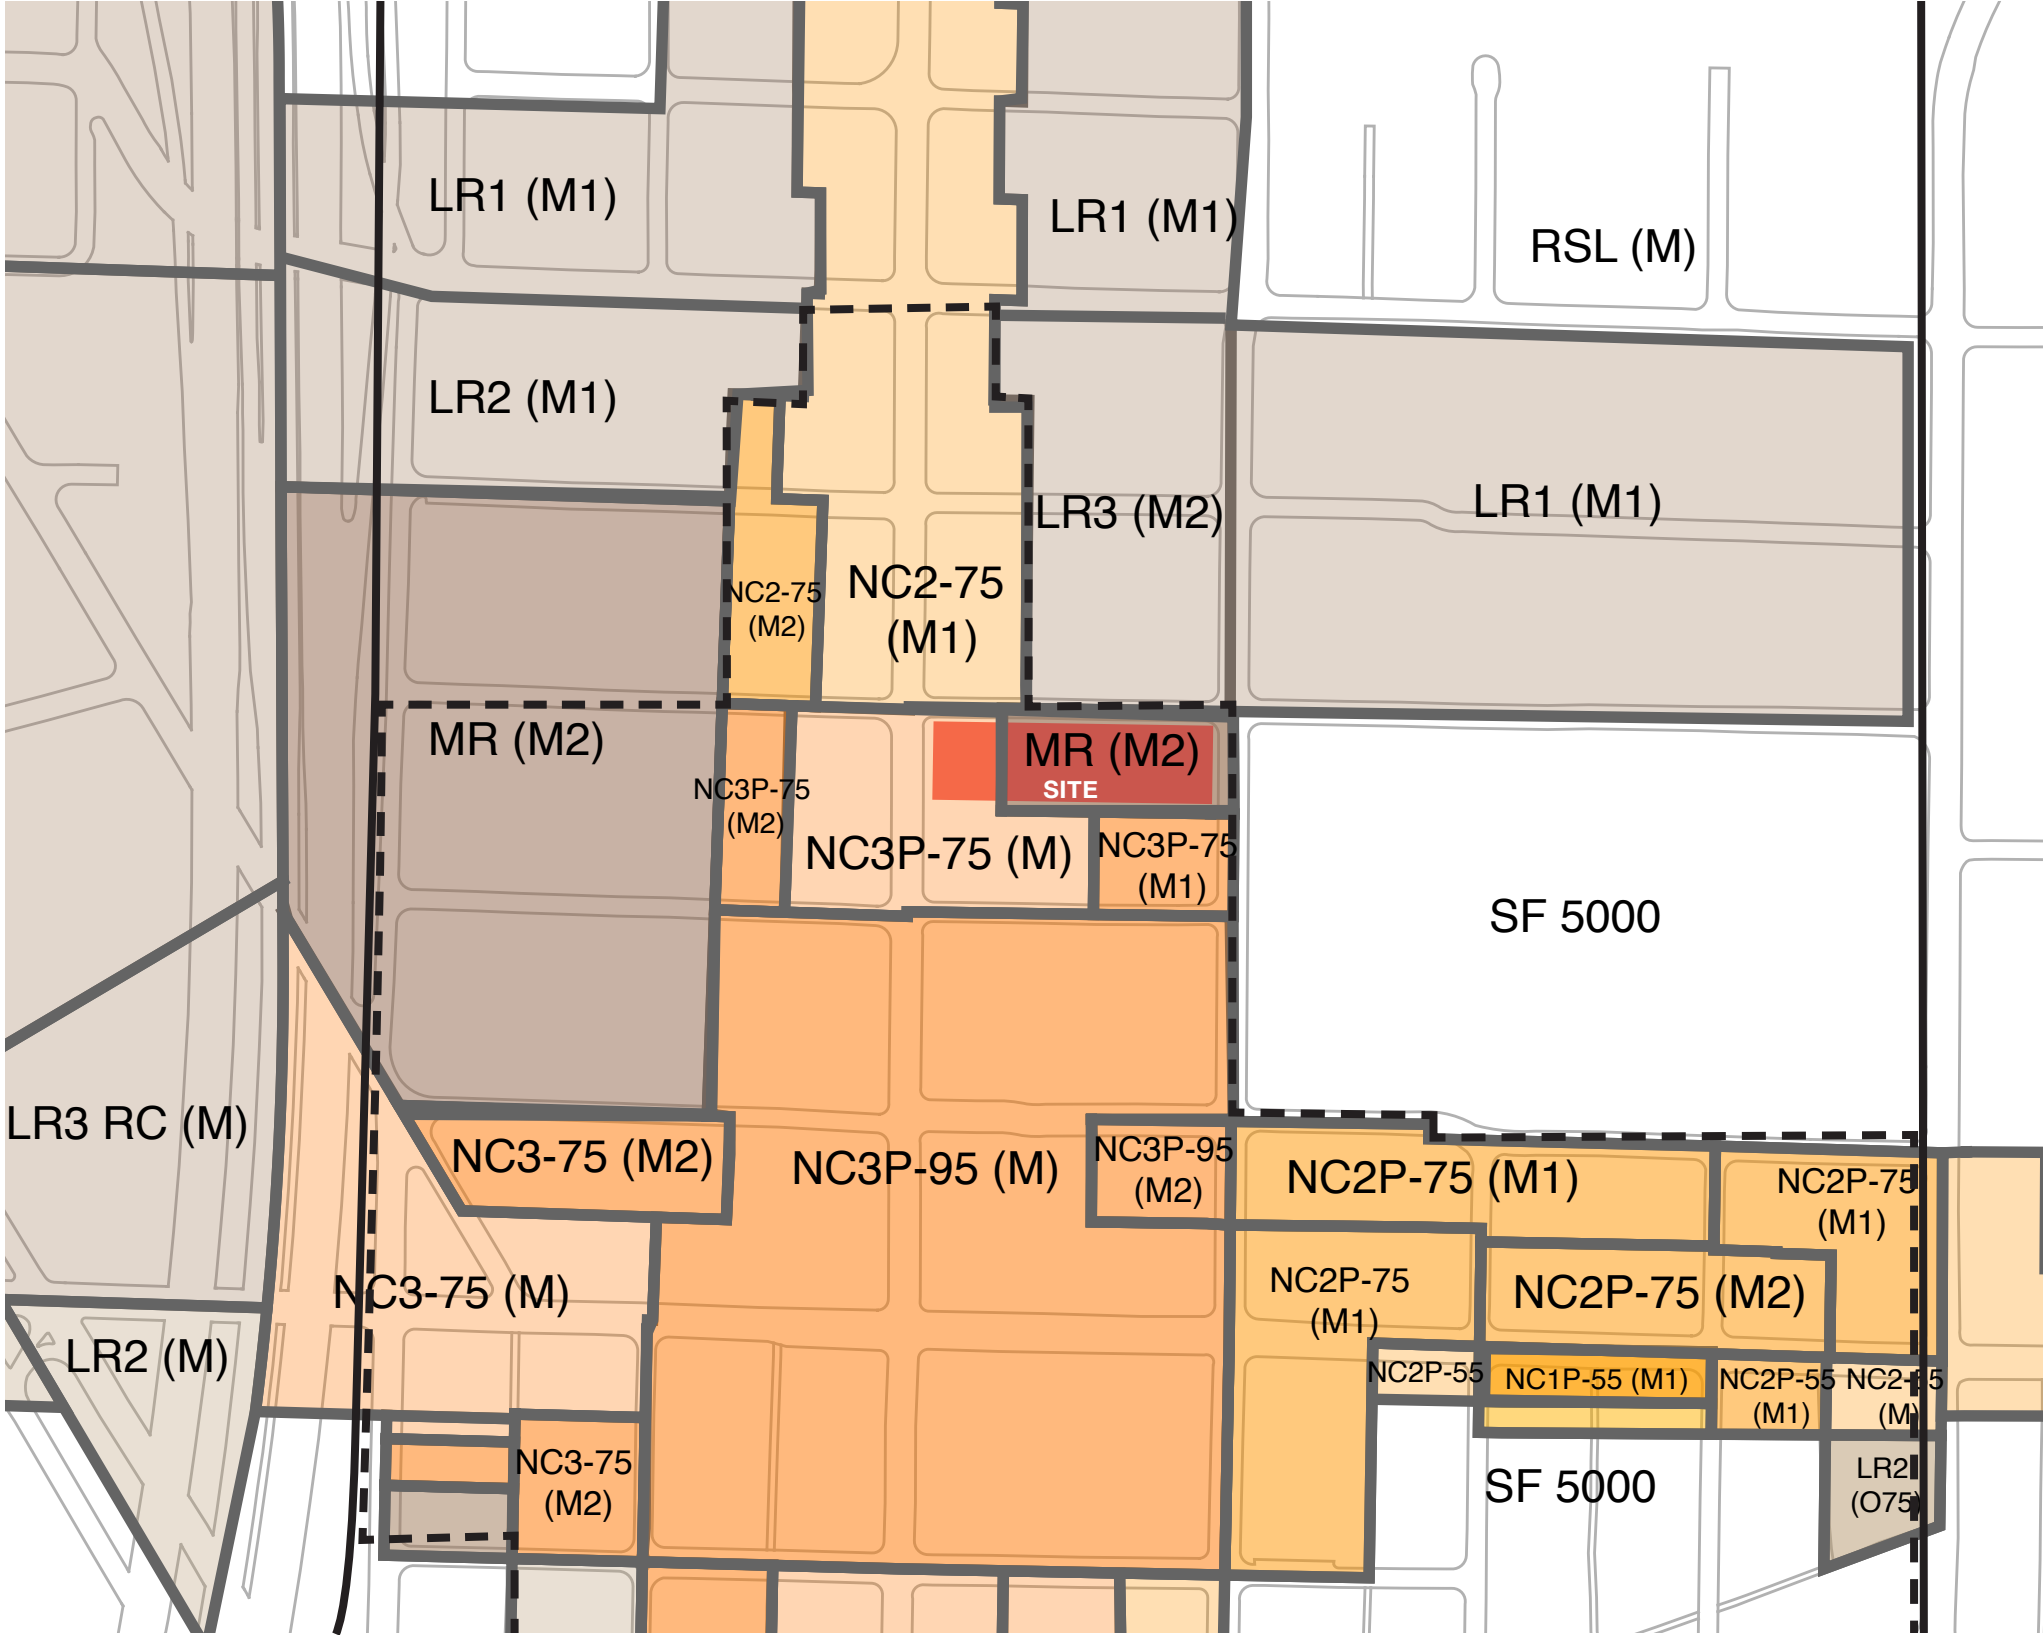 LR1 (M1)
LR1 (M1)
RSL (M)
LR2 (M1)
LR1 (M1)
LR3 (M2)
NC2-75
(M2)
NC2-75
(M1)
MR (M2)
MR (M2)
SITE
NC3P-75
(M2)
NC3P-75 (M)
NC3P-75
(M1)
SF 5000
LR3 RC (M)
NC3-75 (M2)
NC3P-95 (M)
NC3P-95
(M2)
NC2P-75 (M1)
NC2P-75
(M1)
NC3-75 (M)
NC2P-75
(M1)
NC2P-75 (M2)
LR2 (M)
NC2P-55
NC1P-55 (M1)
NC2P-55
(M1)
NC2-55
(M)
NC3-75
(M2)
SF 5000
LR2
(O75)